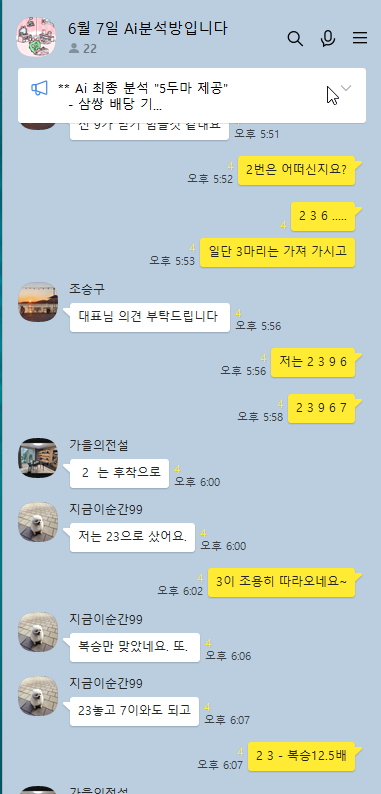 6월 7일 Ai분석방입니다
22
** Ai 최종 분석 "5두마 제공"
- 삼쌍 배당 기...
오후 5:51
2번은 어떠신지요?
4
오후 5:52
2 3 6 .....
4
일단 3마리는 가져 가시고
4
오후 5:53
조승구
대표님 의견 부탁드립니다
4
오후 5:56
저는 2 3 9 6
4
오후 5:56
2 3 9 6 7
4
오후 5:58
가을의전설
2 는 후착으로
4
오후 6:00
지금이순간99
저는 23으로 샀어요.
4
오후 6:00
3이 조용히 따라오네요~
4
오후 6:02
지금이순간99
복승만 맞았네요. 또.
4
오후 6:06
지금이순간99
23놓고 7이와도 되고
4
오후 6:07
2 3 - 복승12.5배
4
오후 6:07
가을의전설